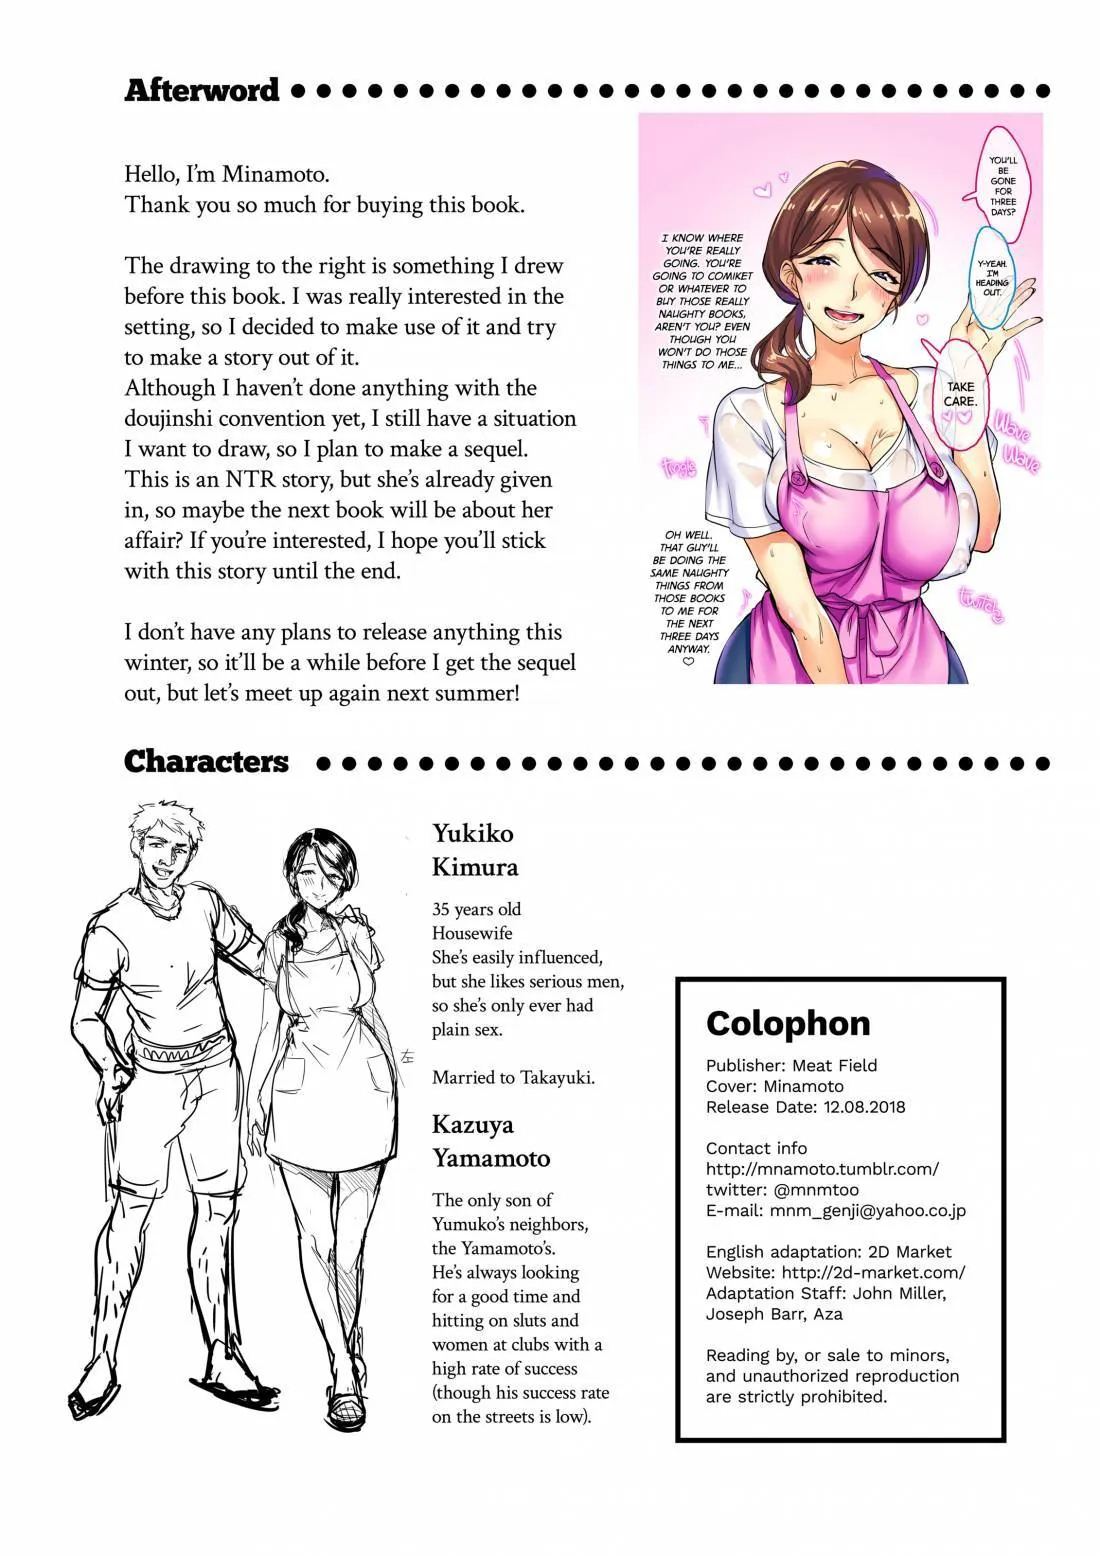 Afterword
Hello, I'm Minamoto.
Thank you so much for buying this book.
The drawing to the right is something I drew
before this book. I was really interested in the
setting, so I decided to make use of it and try
to make a story out of it.
Although I haven't done anything with the
doujinshi convention yet, I still have a situation
I want to draw, so I plan to make a sequel.
This is an NTR story, but she's already given
in, so maybe the next book will be about her
affair? If you're interested, I hope you'll stick
with this story until the end.
I don't have any plans to release anything this
winter, so it'll be a while before I get the sequel
out, but let's meet up again next summer!
YOU'LL
BE
GONE
FOR
THREE
DAYS?
Y-YEAH.
I'M
HEADING
OUT.
I KNOW WHERE
YOU'RE REALLY
GOING. YOU'RE
GOING TO COMIKET
OR WHATEVER TO
BUY THOSE REALLY
NAUGHTY BOOKS,
AREN'T YOU? EVEN
THOUGH YOU
WON'T DO THOSE
THINGS TO ME...
TAKE
CARE.
Wave
Wave
tingle
OH WELL.
THAT GUY'LL
BE DOING THE
SAME NAUGHTY
THINGS FROM
THOSE BOOKS
TO ME FOR
THE NEXT
THREE DAYS
ANYWAY.
twitch
Characters
Yukiko
Kimura
35 years old
Housewife
She's easily influenced,
but she likes serious men,
so she's only ever had
plain sex.
Married to Takayuki.
Kazuya
Yamamoto
The only son of
Yumuko's neighbors,
the Yamamoto's.
He's always looking
for a good time and
hitting on sluts and
women at clubs with a
high rate of success
(though his success rate
on the streets is low).
Colophon
Publisher: Meat Field
Cover: Minamoto
Release Date: 12.08.2018
Contact info
http://mnamoto.tumblr.com/
twitter: @mnmtoo
E-mail: mnm_genji@yahoo.co.jp
English adaptation: 2D Market
Website: http://2d-market.com/
Adaptation Staff: John Miller,
Joseph Barr, Aza
Reading by, or sale to minors,
and unauthorized reproduction
are strictly prohibited.